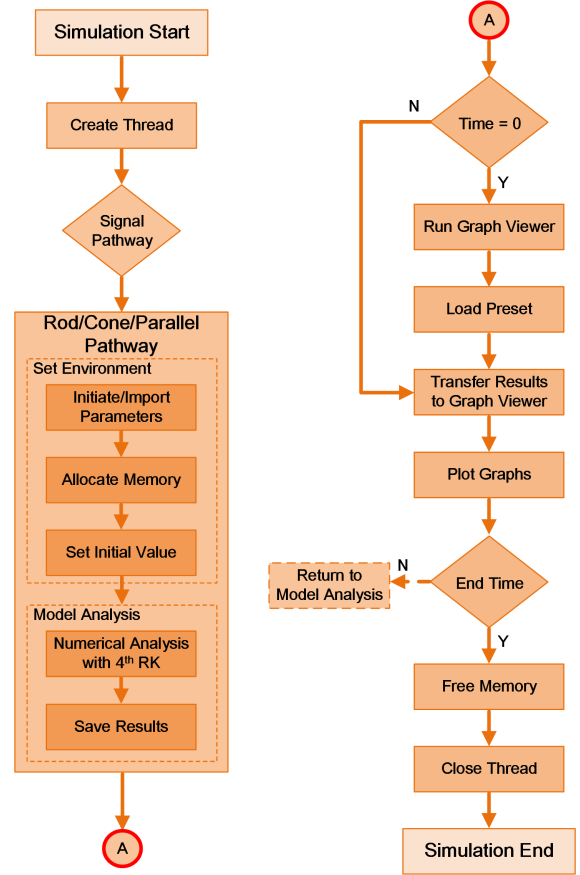 Simulation Start
Create Thread
Signal
Pathway
Rod/Cone/Parallel
Pathway
Set Environment
Initiate/Import
Parameters
Allocate Memory
Set Initial Value
Model Analysis
Numerical Analysis
with 4th RK
Save Results
A
A
Time = 0
N
Y
Run Graph Viewer
Load Preset
Transfer Results
to Graph Viewer
Plot Graphs
End Time
N
Return to
Model Analysis
Y
Free Memory
Close Thread
Simulation End